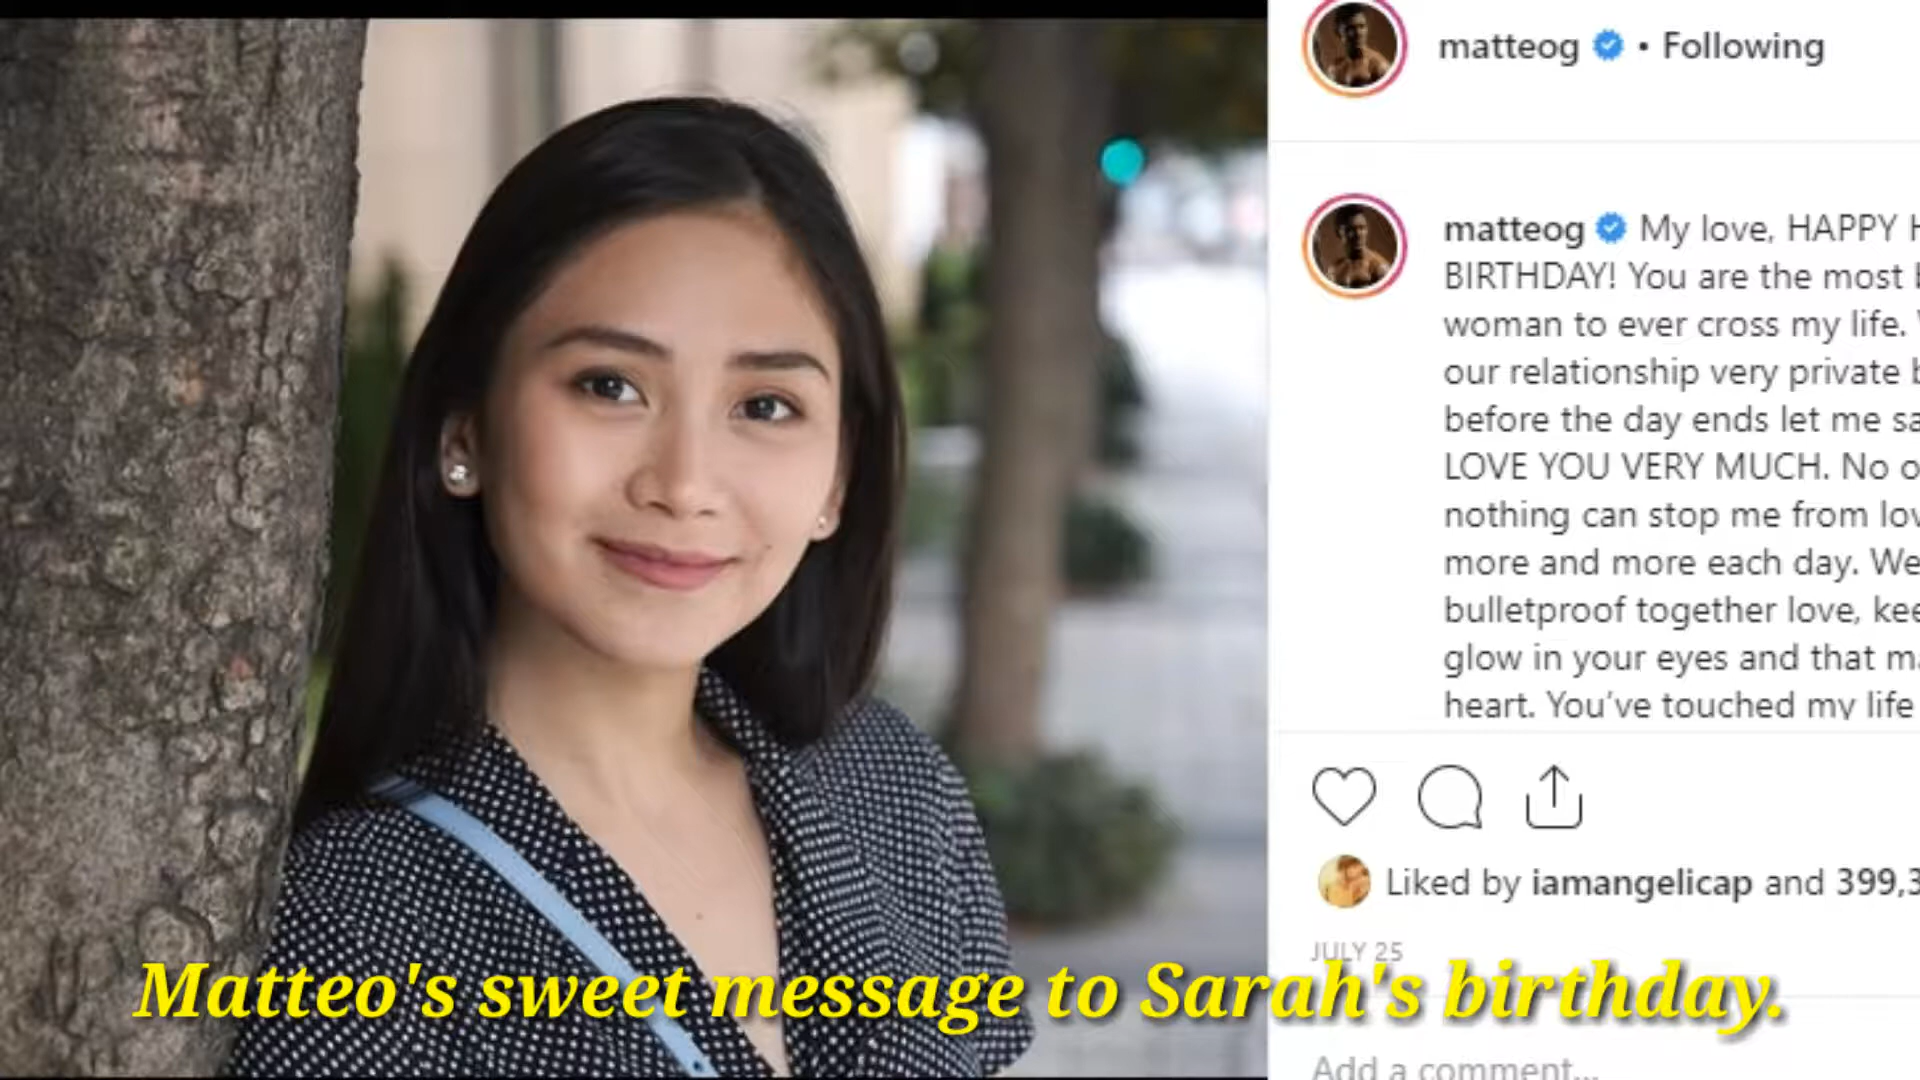 matteog • Following
matteog My love, HAPPY
BIRTHDAY! You are the most
woman to ever cross my life.
our relationship very private
before the day ends let me
LOVE YOU VERY MUCH. No
nothing can stop me from
more and more each day. We
bulletproof together love,
glow in your eyes and that
heart. You’ve touched my life
Liked by iamangelicap and 399,3
JULY 25
Matteo's sweet message to Sarah's birthday.
Add a comment...